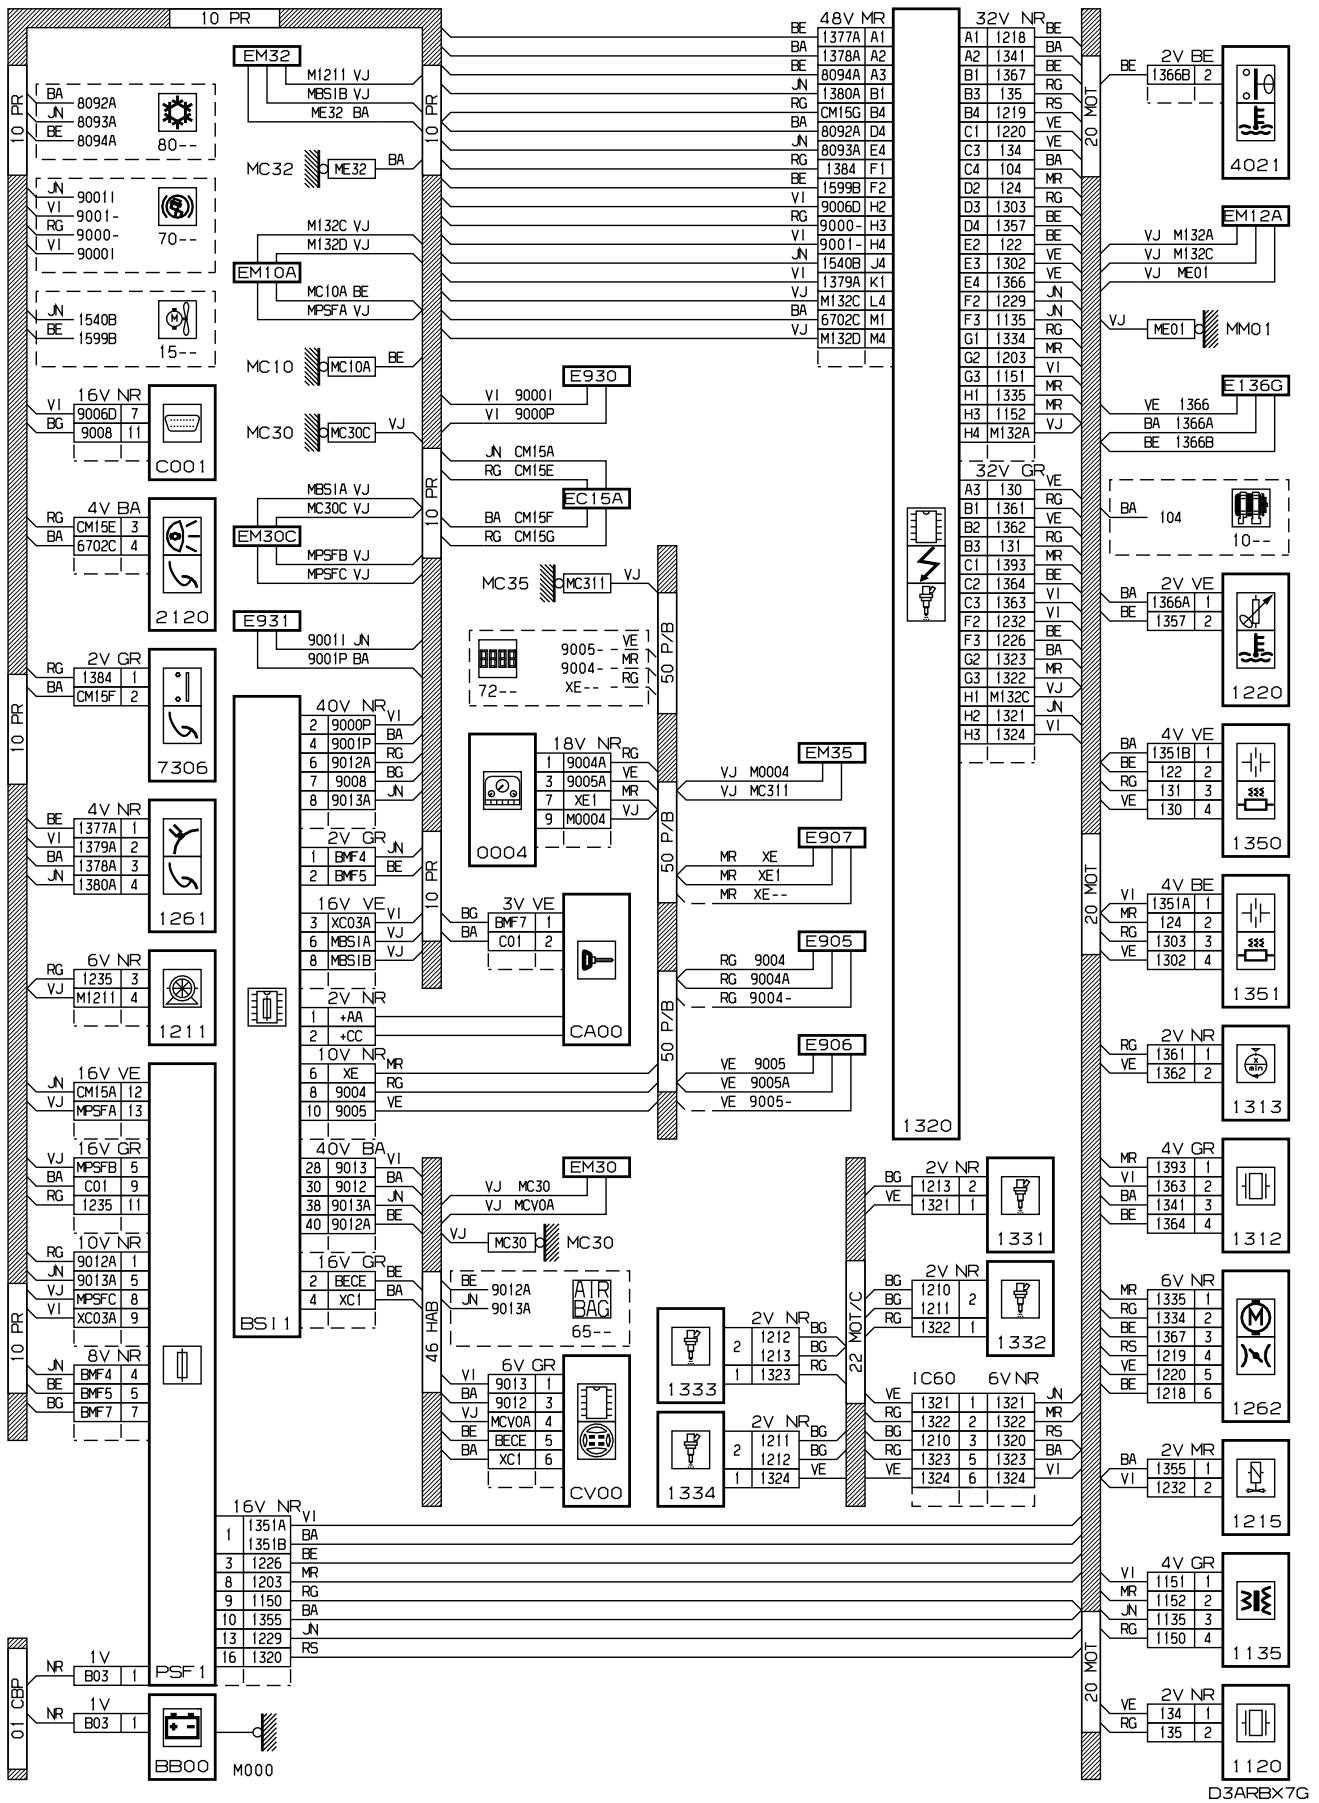 10 PR
10 PR
BA 8092A
JN 8093A
BE 8094A
80--
JN 9001I
VI 9001-
RG 9000-
VI 9000I
70--
JN 1540B
BE 1599B
M
15--
16V NR
VI 9006D 7
BG 9008 11
C001
4V BA
RG CM15E 3
BA 6702C 4
2120
2V GR
RG 1384 1
BA CM15F 2
7306
10 PR
4V NR
BE 1377A 1
VI 1379A 2
BA 1378A 3
JN 1380A 4
1261
6V NR
RG 1235 3
VJ M1211 4
1211
16V VE
JN CM15A 12
VJ MPSFA 13
16V GR
VJ MPSFB 5
BA C01 9
RG 1235 11
10V NR
RG 9012A 1
JN 9013A 5
VJ MPSFC 8
VI XC03A 9
10 PR
8V NR
JN BMF4 4
BE BMF5 5
BG BMF7 7
PSF1
01 CBP
1V
NR B03 1
1V
NR B03 1
BB00
M000
16V NR
1 1351A VI
1351B BA
3 1226 BE
8 1203 MR
9 1150 RG
10 1355 BA
13 1229 JN
16 1320 RS
EM32
M1211 VJ
MBSIB VJ
ME32 BA
10 PR
MC32 ME32 BA
M132C VJ
M132D VJ
EM10A
MC10A BE
MPSFA VJ
MC10 MC10A BE
MC30 MC30C VJ
10 PR
MBSIA VJ
MC30C VJ
EM30C
MPSFB VJ
MPSFC VJ
E931
9001I JN
9001P BA
40V NR
2 9000P VI
4 9001P BA
6 9012A RG
7 9008 BG
8 9013A JN
2V GR
1 BMF4 JN
2 BMF5 BE
10 PR
16V VE
3 XC03A VI
6 MBSIA VJ
8 MBSIB VJ
2V NR
1 +AA
2 +CC
10V NR
6 XE MR
8 9004 RG
10 9005 VE
40V BA
28 9013 VI
30 9012 BA
38 9013A JN
40 9012A BE
16V GR
2 BECE BE
4 XC1 BA
BSI1
46 HAB
E930
VI 9000I
VI 9000P
JN CM15A
RG CM15E
EC15A
BA CM15F
RG CM15G
MC35 MC311 VJ
9005- VE
9004- MR
XE-- RG
72--
50 P/B
18V NR
1 9004A RG
3 9005A VE
7 XE1 MR
9 M0004 VJ
0004
50 P/B
EM35
VJ M0004
VJ MC311
E907
MR XE
MR XE1
MR XE--
3V VE
BG BMF7 1
BA C01 2
CA00
50 P/B
E905
RG 9004
RG 9004A
RG 9004-
E906
VE 9005
VE 9005A
VE 9005-
EM30
VJ MC30
VJ MCV0A
VJ MC30 MC30
BE 9012A
JN 9013A
AIR
BAG
65--
6V GR
VI 9013 1
BA 9012 3
VJ MCV0A 4
BE BECE 5
BA XC1 6
CV00
2V NR
2 1212 BG
1213 BG
1 1323 RG
1333
2V NR
2 1211 BG
1212 BG
1 1324 VE
1334
22 MOT/C
2V NR
BG 1213 2
VE 1321 1
1331
2V NR
BG 1210 2
BG 1211
RG 1322 1
1332
IC60 6V NR
VE 1321 1 1321 JN
RG 1322 2 1322 MR
BG 1210 3 1320 RS
RG 1323 5 1323 BA
VE 1324 6 1324 VI
48V MR
BE 1377A A1
BA 1378A A2
BE 8094A A3
JN 1380A B1
RG CM15G B4
BA 8092A D4
JN 8093A E4
RG 1384 F1
BE 1599B F2
VI 9006D H2
RG 9000- H3
VI 9001- H4
JN 1540B J4
VI 1379A K1
VJ M132C L4
BA 6702C M1
VJ M132D M4
1320
32V NR
A1 1218 BE
A2 1341 BA
B1 1367 BE
B3 135 RG
B4 1219 RS
C1 1220 VE
C3 134 VE
C4 104 BA
D2 124 MR
D3 1303 RG
D4 1357 BE
E2 122 BE
E3 1302 VE
E4 1366 VE
F2 1229 JN
F3 1135 JN
G1 1334 RG
G2 1203 MR
G3 1151 VI
H1 1335 MR
H3 1152 MR
H4 M132A VJ
32V GR
A3 130 VE
B1 1361 RG
B2 1362 VE
B3 131 RG
C1 1393 MR
C2 1364 BE
C3 1363 VI
F2 1232 VI
F3 1226 BE
G2 1323 BA
G3 1322 MR
H1 M132C VJ
H2 1321 JN
H3 1324 VI
20 MOT
2V BE
BE 1366B 2
4021
EM12A
VJ M132A
VJ M132C
VJ ME01
VJ ME01 MM01
E136G
VE 1366
BA 1366A
BE 1366B
BA 104
10--
2V VE
BA 1366A 1
BE 1357 2
1220
4V VE
BA 1351B 1
BE 122 2
RG 131 3
VE 130 4
1350
20 MOT
4V BE
VI 1351A 1
MR 124 2
RG 1303 3
VE 1302 4
1351
2V NR
RG 1361 1
VE 1362 2
x
min
1313
4V GR
MR 1393 1
VI 1363 2
BA 1341 3
BE 1364 4
1312
6V NR
MR 1335 1
RG 1334 2
BE 1367 3
RS 1219 4
VE 1220 5
BE 1218 6
M
1262
2V MR
BA 1355 1
VI 1232 2
1215
4V GR
VI 1151 1
MR 1152 2
JN 1135 3
RG 1150 4
1135
20 MOT
2V NR
VE 134 1
RG 135 2
1120
D3ARBX7G